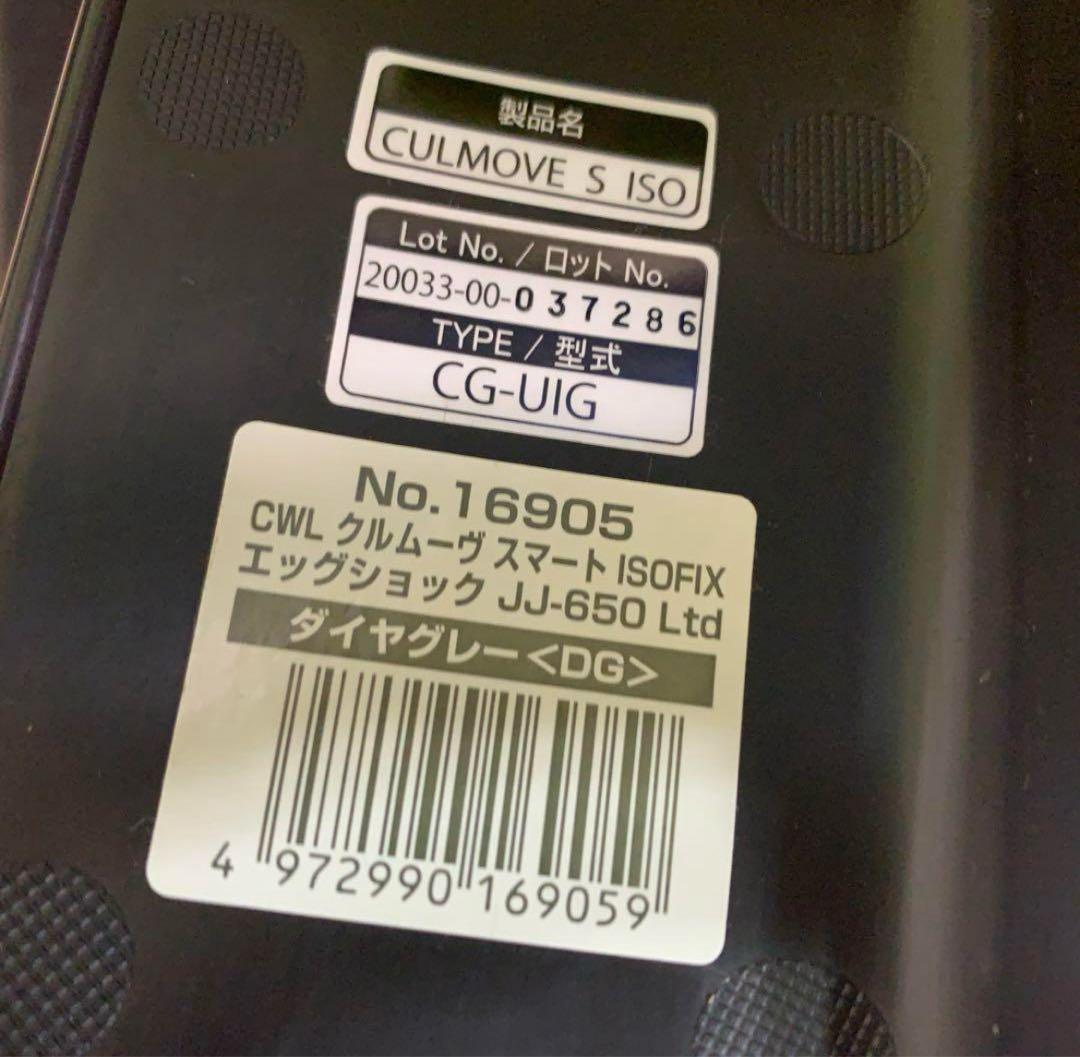 製品名
CULMOVE S ISO
Lot No. / ロット No.
20033-00-037286
TYPE / 型式
CG-UIG
No.16905
CWL クルムーヴ スマート ISOFIX
エッグショック JJ-650 Ltd
ダイヤグレー<DG>
4 972990 169059